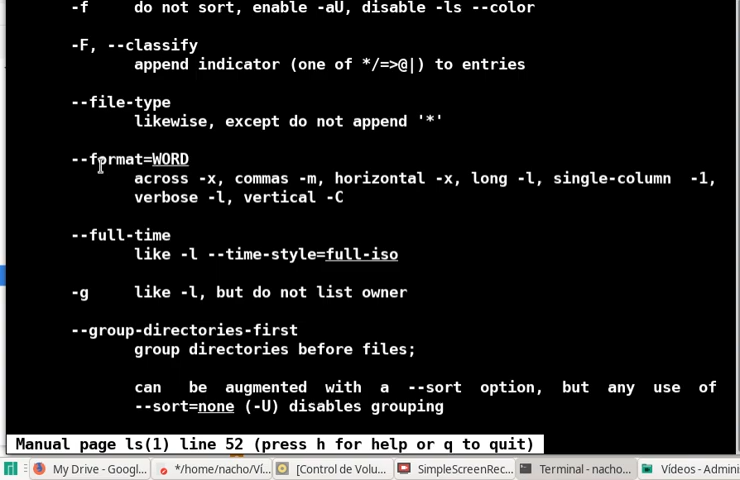 -f do not sort, enable -aU, disable -ls --color
-F, --classify
append indicator (one of */=>@|) to entries
--file-type
likewise, except do not append '*'
--format=WORD
across -x, commas -m, horizontal -x, long -l, single-column -1,
verbose -l, vertical -C
--full-time
like -l --time-style=full-iso
-g like -l, but do not list owner
--group-directories-first
group directories before files;
can be augmented with a --sort option, but any use of
--sort=none (-U) disables grouping
Manual page ls(1) line 52 (press h for help or q to quit)
My Drive - Googl... */home/nacho/Ví... [Control de Volu... SimpleScreenRec... Terminal - nacho... Vídeos - Admini